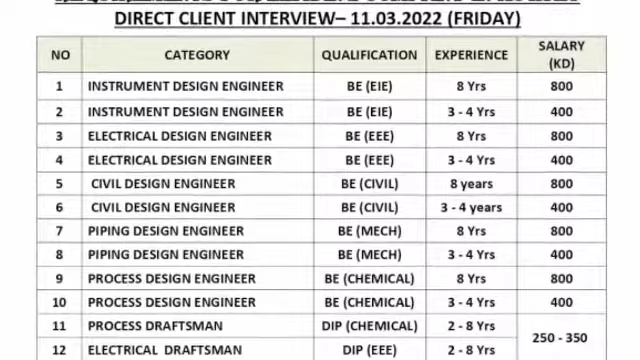 DIRECT CLIENT INTERVIEW– 11.03.2022 (FRIDAY)
NO CATEGORY QUALIFICATION EXPERIENCE SALARY (KD)
1 INSTRUMENT DESIGN ENGINEER BE (EIE) 8 Yrs 800
2 INSTRUMENT DESIGN ENGINEER BE (EIE) 3 - 4 Yrs 400
3 ELECTRICAL DESIGN ENGINEER BE (EEE) 8 Yrs 800
4 ELECTRICAL DESIGN ENGINEER BE (EEE) 3 - 4 Yrs 400
5 CIVIL DESIGN ENGINEER BE (CIVIL) 8 years 800
6 CIVIL DESIGN ENGINEER BE (CIVIL) 3 - 4 years 400
7 PIPING DESIGN ENGINEER BE (MECH) 8 Yrs 800
8 PIPING DESIGN ENGINEER BE (MECH) 3 - 4 Yrs 400
9 PROCESS DESIGN ENGINEER BE (CHEMICAL) 8 Yrs 800
10 PROCESS DESIGN ENGINEER BE (CHEMICAL) 3 - 4 Yrs 400
11 PROCESS DRAFTSMAN DIP (CHEMICAL) 2 - 8 Yrs 250 - 350
12 ELECTRICAL DRAFTSMAN DIP (EEE) 2 - 8 Yrs